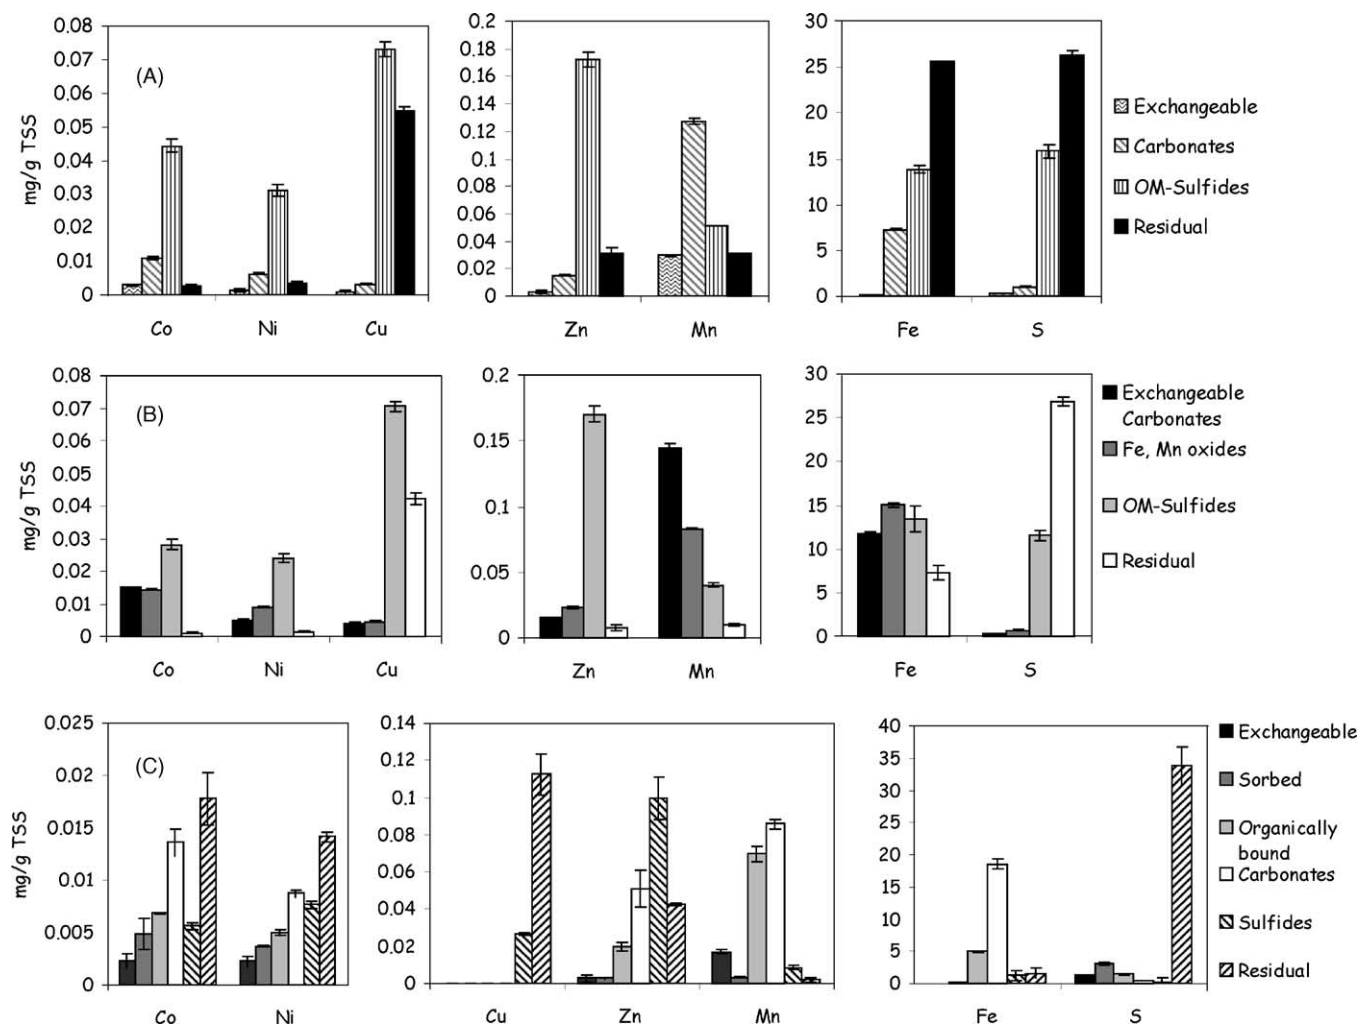 0.08
0.07
0.06
0.05
0.04
0.03
0.02
0.01
0
mg/g TSS
(A)
Co Ni Cu
0.2
0.18
0.16
0.14
0.12
0.1
0.08
0.06
0.04
0.02
0
Zn Mn
30
25
20
15
10
5
0
Fe S
Exchangeable
Carbonates
OM-Sulfides
Residual
0.08
0.07
0.06
0.05
0.04
0.03
0.02
0.01
0
mg/g TSS
(B)
Co Ni Cu
0.2
0.15
0.1
0.05
0
Zn Mn
30
25
20
15
10
5
0
Fe S
Exchangeable
Carbonates
Fe, Mn oxides
OM-Sulfides
Residual
0.025
0.02
0.015
0.01
0.005
0
mg/g TSS
(C)
Co Ni
0.14
0.12
0.1
0.08
0.06
0.04
0.02
0
Cu Zn Mn
40
35
30
25
20
15
10
5
0
Fe S
Exchangeable
Sorbed
Organically
bound
Carbonates
Sulfides
Residual